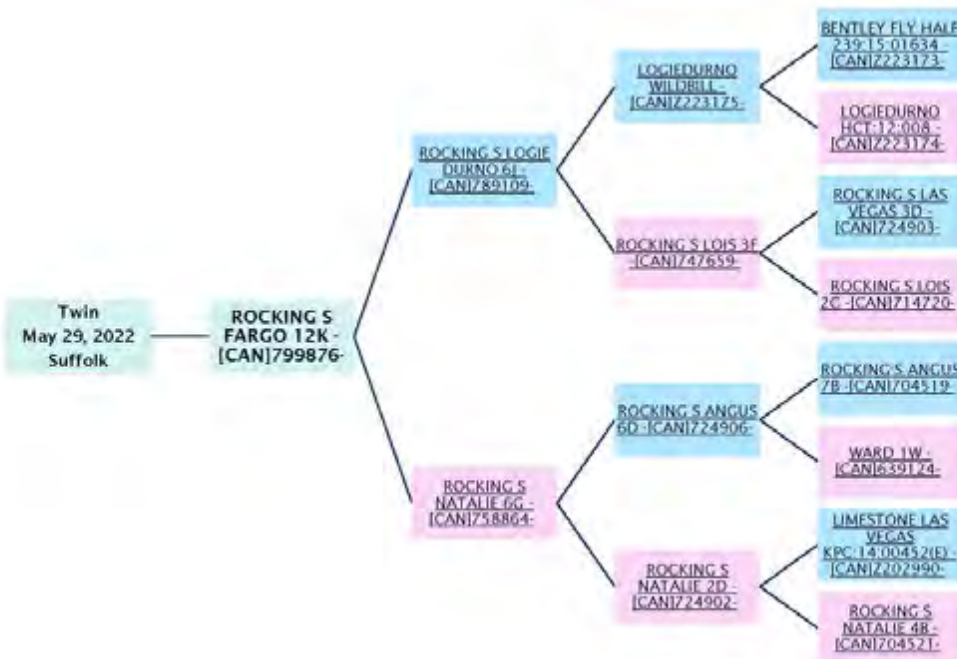 Twin
May 29, 2022
Suffolk
ROCKING S
FARGO 12K -
[CAN]799876-
ROCKING S LOGIE
DURNO 6J -
[CAN]789109-
ROCKING S
NATALIE 6G -
[CAN]758864-
LOGIEDURNO
WILDBILL -
[CAN]Z223175-
ROCKING S LOIS 3F
-[CAN]747659-
ROCKING S ANGUS
6D -[CAN]724906-
ROCKING S
NATALIE 2D -
[CAN]724902-
BENTLEY FLY HALF
239:15:01634 -
[CAN]Z223173-
LOGIEDURNO
HCT:12:008 -
[CAN]Z223174-
ROCKING S LAS
VEGAS 3D -
[CAN]724903-
ROCKING S LOIS
2C -[CAN]714720-
ROCKING S ANGUS
7B -[CAN]704519-
WARD 1W -
[CAN]639124-
LIMESTONE LAS
VEGAS
KPC:14:00452(E) -
[CAN]Z202990-
ROCKING S
NATALIE 4B -
[CAN]704521-